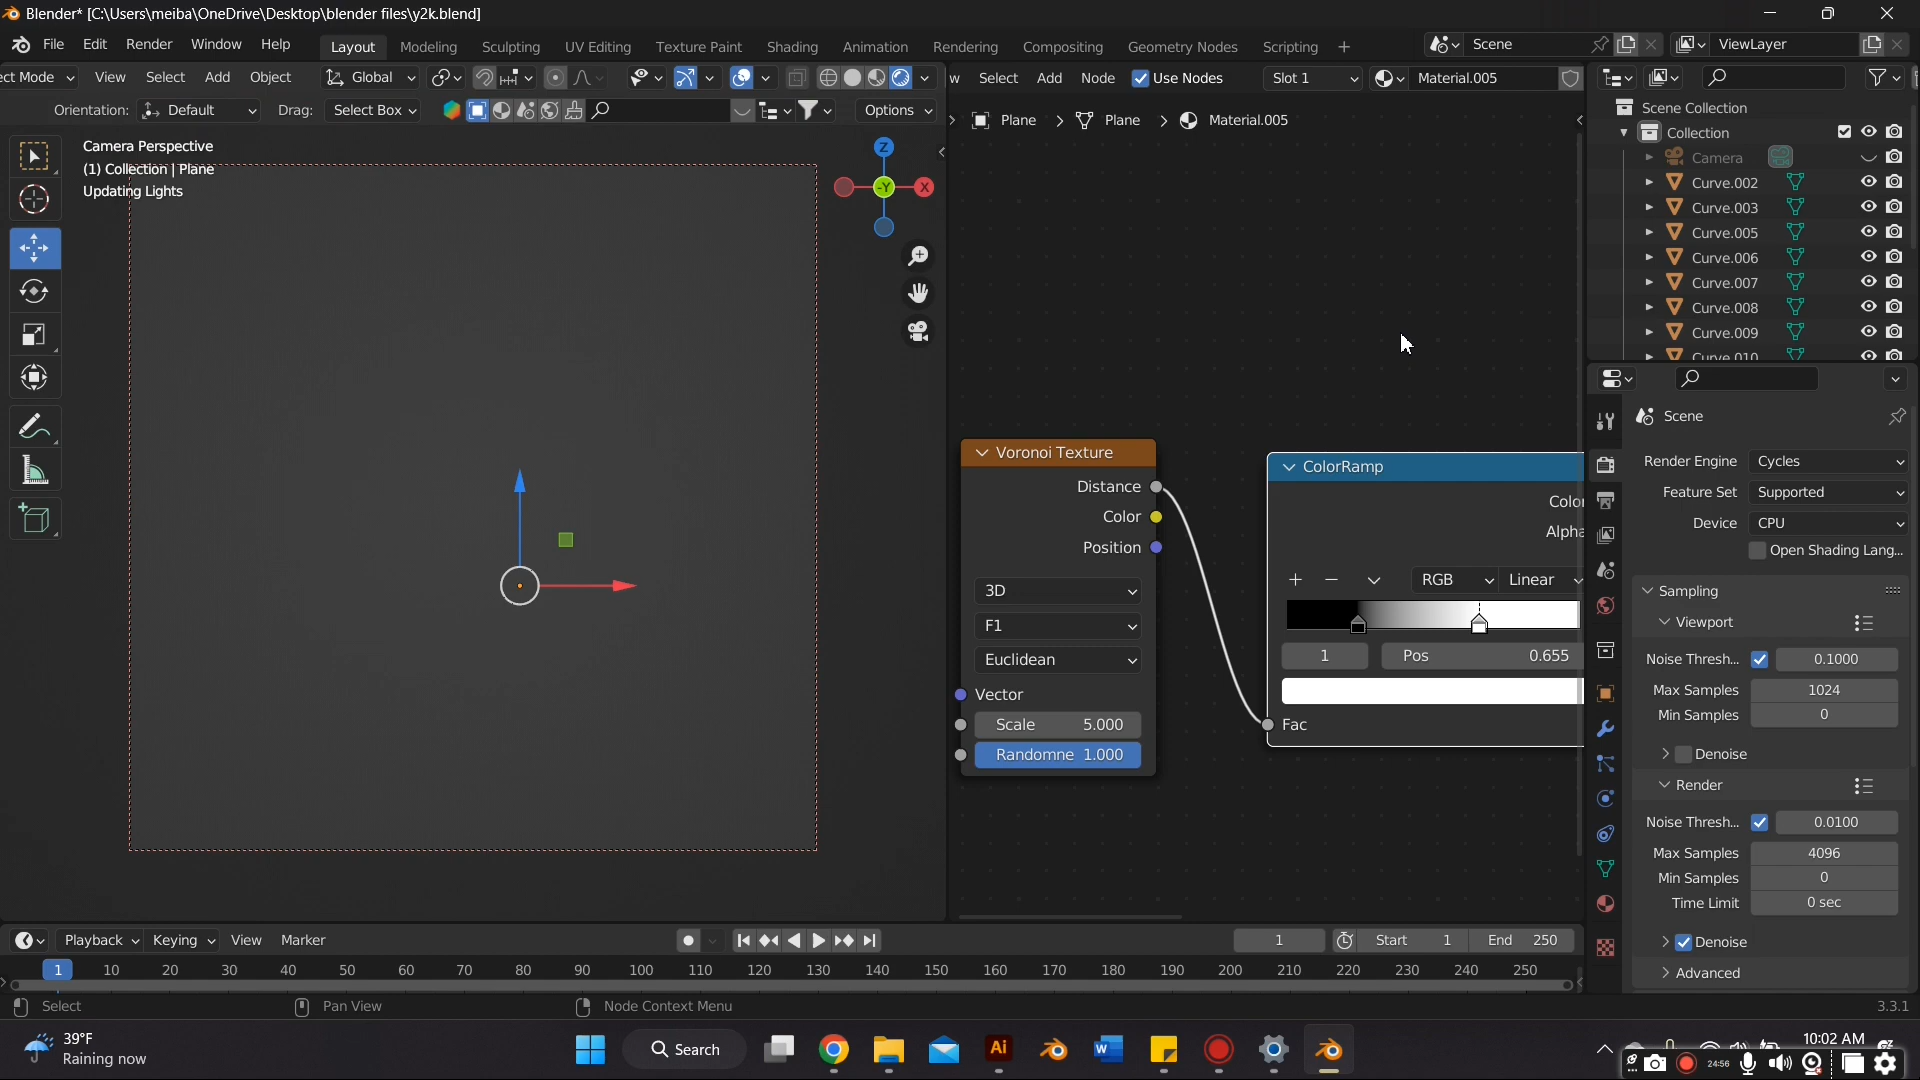 Blender* [C:\Users\meiba\OneDrive\Desktop\blender files\y2k.blend]
File Edit Render Window Help Layout Modeling Sculpting UV Editing Texture Paint Shading Animation Rendering Compositing Geometry Nodes Scripting + Scene ViewLayer
ect Mode View Select Add Object Global w Select Add Node Use Nodes Slot 1 Material.005
Orientation: Default Drag: Select Box Options
Plane > Plane > Material.005
Camera Perspective
(1) Collection | Plane
Updating Lights
Z
-Y X
Scene Collection
Collection
Camera
Curve.002
Curve.003
Curve.005
Curve.006
Curve.007
Curve.008
Curve.009
Curve.010
Voronoi Texture
Distance
Color
Position
3D
F1
Euclidean
Vector
Scale 5.000
Randomne 1.000
ColorRamp
Color
Alpha
RGB Linear
1 Pos 0.655
Fac
Scene
Render Engine Cycles
Feature Set Supported
Device CPU
Open Shading Lang...
Sampling
Viewport
Noise Thresh... 0.1000
Max Samples 1024
Min Samples 0
Denoise
Render
Noise Thresh... 0.0100
Max Samples 4096
Min Samples 0
Time Limit 0 sec
Denoise
Advanced
Playback Keying View Marker 1 Start 1 End 250
1 10 20 30 40 50 60 70 80 90 100 110 120 130 140 150 160 170 180 190 200 210 220 230 240 250
Select Pan View Node Context Menu 3.3.1
39°F
Raining now
Search
Ai
W
10:02 AM
24:56